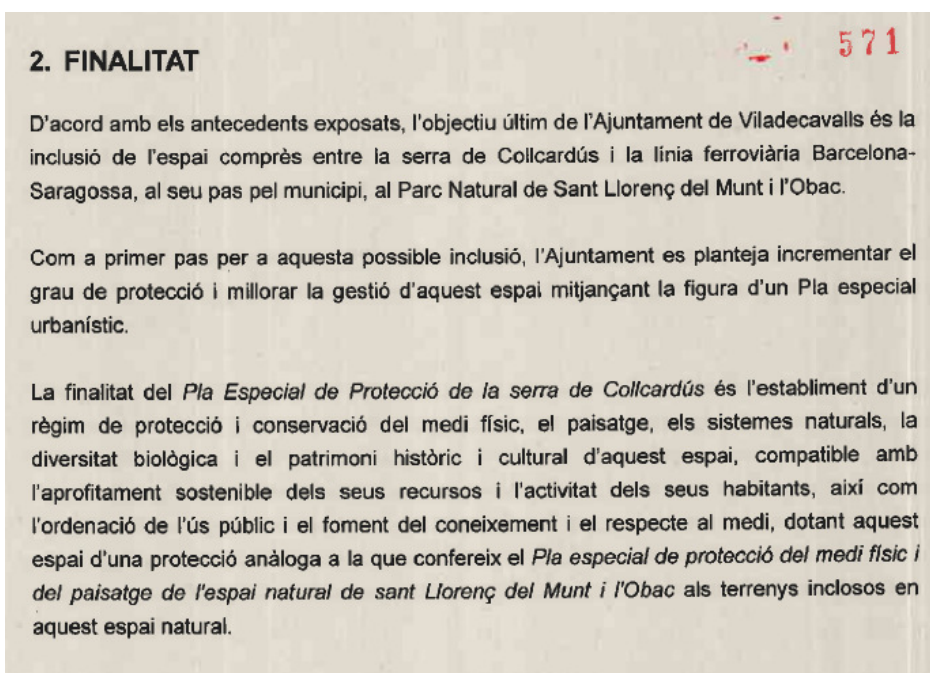 571
2. FINALITAT
D'acord amb els antecedents exposats, l'objectiu últim de l'Ajuntament de Viladecavalls és la
inclusió de l'espai comprès entre la serra de Collcardús i la línia ferroviària Barcelona-
Saragossa, al seu pas pel municipi, al Parc Natural de Sant Llorenç del Munt i l'Obac.
Com a primer pas per a aquesta possible inclusió, l'Ajuntament es planteja incrementar el
grau de protecció i millorar la gestió d'aquest espai mitjançant la figura d'un Pla especial
urbanístic.
La finalitat del Pla Especial de Protecció de la serra de Collcardús és l'establiment d'un
règim de protecció i conservació del medi físic, el paisatge, els sistemes naturals, la
diversitat biològica i el patrimoni històric i cultural d'aquest espai, compatible amb
l'aprofitament sostenible dels seus recursos i l'activitat dels seus habitants, així com
l'ordenació de l'ús públic i el foment del coneixement i el respecte al medi, dotant aquest
espai d'una protecció anàloga a la que confereix el Pla especial de protecció del medi físic i
del paisatge de l'espai natural de sant Llorenç del Munt i l'Obac als terrenys inclosos en
aquest espai natural.